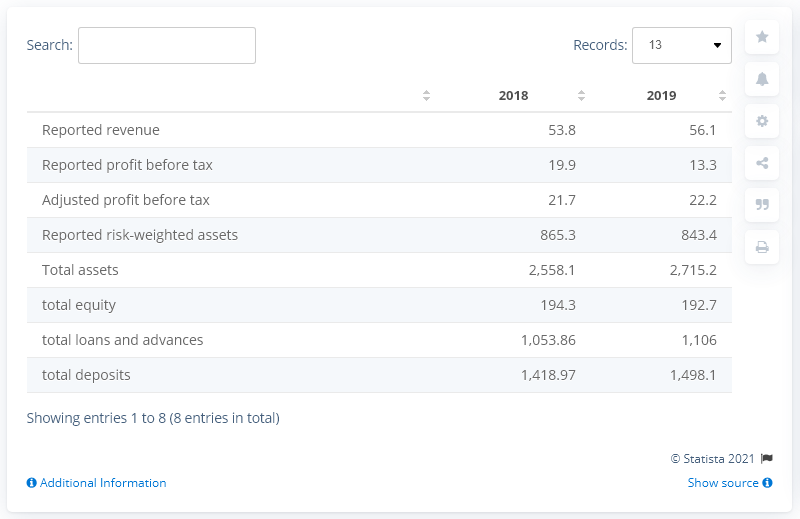 Search:
Records: 13
2018 2019
Reported revenue 53.8 56.1
Reported profit before tax 19.9 13.3
Adjusted profit before tax 21.7 22.2
Reported risk-weighted assets 865.3 843.4
Total assets 2,558.1 2,715.2
total equity 194.3 192.7
total loans and advances 1,053.86 1,106
total deposits 1,418.97 1,498.1
Showing entries 1 to 8 (8 entries in total)
© Statista 2021
Additional Information
Show source